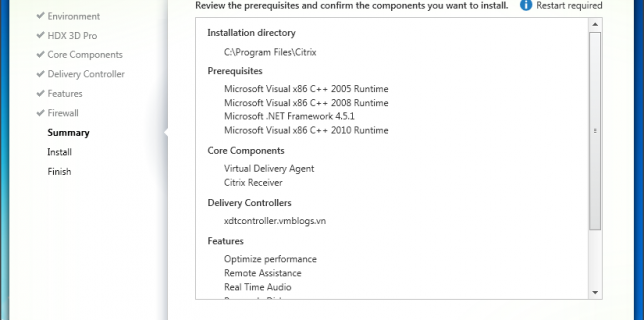 Review the prerequisites and confirm the components you want to install.
Restart required
Environment
HDX 3D Pro
Core Components
Delivery Controller
Features
Firewall
Summary
Install
Finish
Installation directory
C:\Program Files\Citrix
Prerequisites
Microsoft Visual x86 C++ 2005 Runtime
Microsoft Visual x86 C++ 2008 Runtime
Microsoft .NET Framework 4.5.1
Microsoft Visual x86 C++ 2010 Runtime
Core Components
Virtual Delivery Agent
Citrix Receiver
Delivery Controllers
xdtcontroller.vmblogs.vn
Features
Optimize performance
Remote Assistance
Real Time Audio